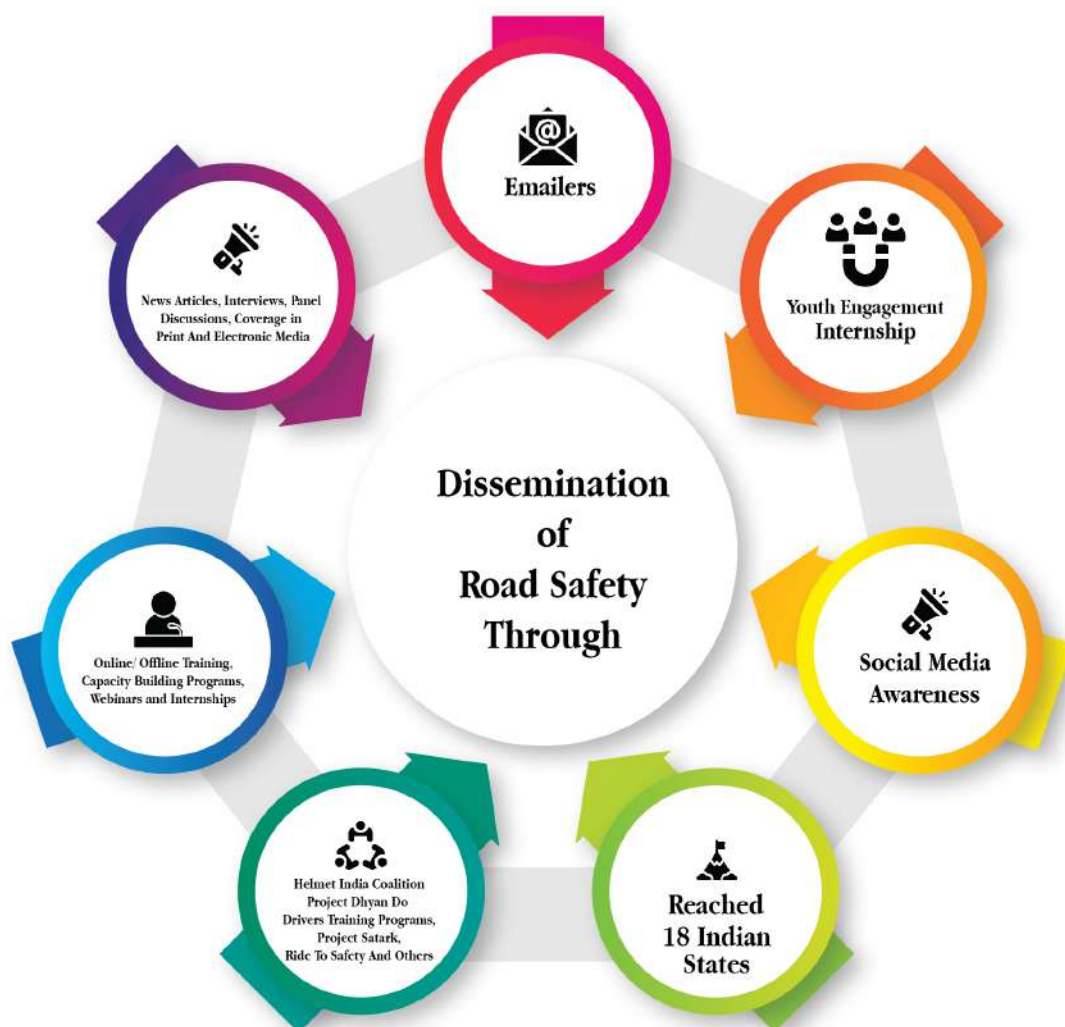 @
Emailers
Youth Engagement
Internship
Social Media
Awareness
Reached
18 Indian
States
Helmet India Coalition
Project Dhyan Do
Drivers Training Programs,
Project Satark,
Ride To Safety And Others
Online/ Offline Training,
Capacity Building Programs,
Webinars and Internships
News Articles, Interviews, Panel
Discussions, Coverage in
Print And Electronic Media
Dissemination
of
Road Safety
Through